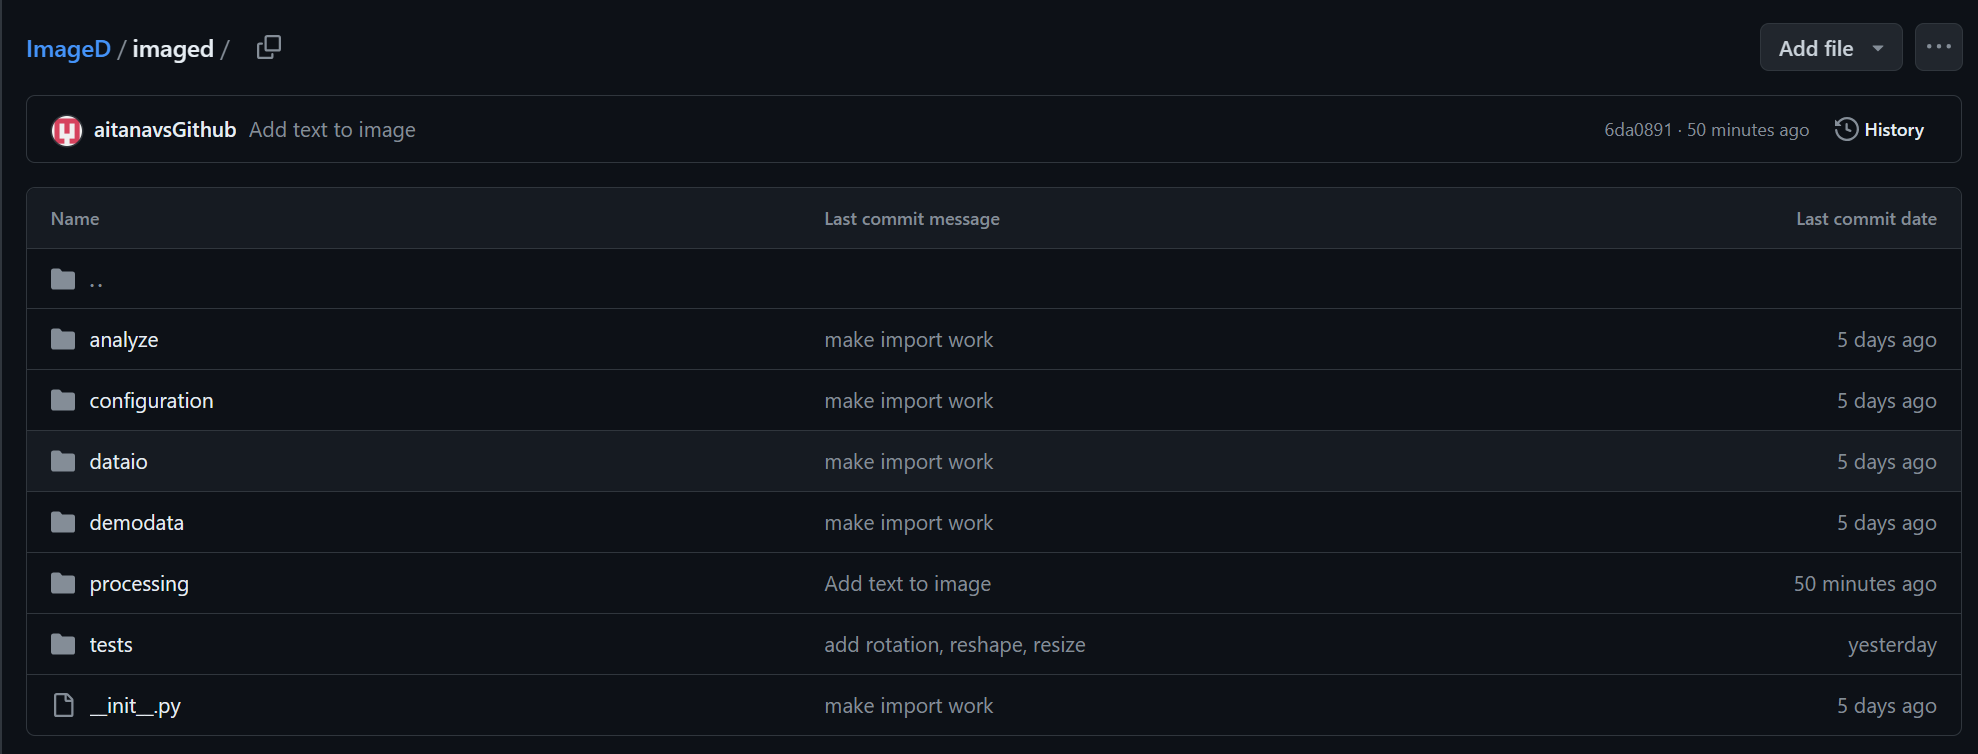 ImageD / imaged /
Add file
aitanavsGithub Add text to image
6da0891 · 50 minutes ago
History
Name Last commit message Last commit date
..
analyze make import work 5 days ago
configuration make import work 5 days ago
dataio make import work 5 days ago
demodata make import work 5 days ago
processing Add text to image 50 minutes ago
tests add rotation, reshape, resize yesterday
__init__.py make import work 5 days ago